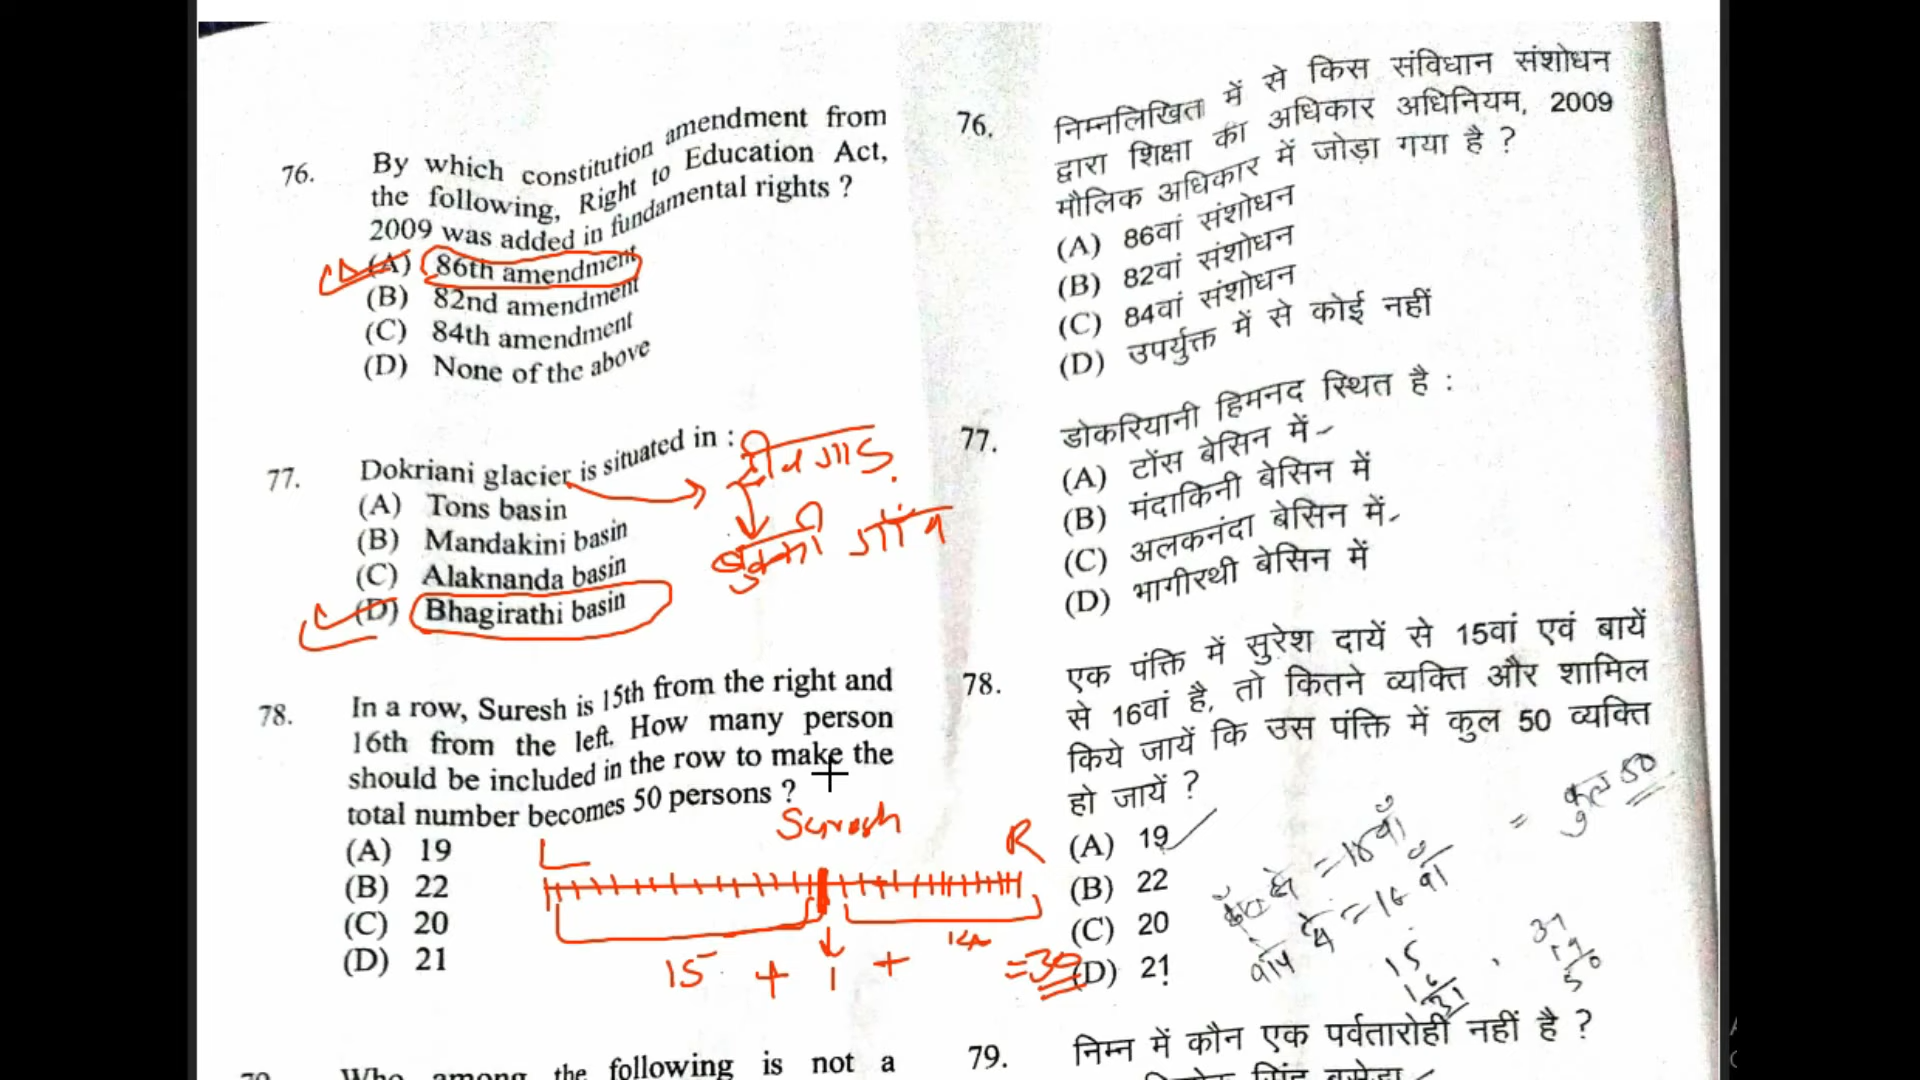 76. By which constitution amendment from
the following, Right to Education Act,
2009 was added in fundamental rights ?
(A) 86th amendment
(B) 82nd amendment
(C) 84th amendment
(D) None of the above
77. Dokriani glacier is situated in :
(A) Tons basin
(B) Mandakini basin
(C) Alaknanda basin
(D) Bhagirathi basin
78. In a row, Suresh is 15th from the right and
16th from the left. How many person
should be included in the row to make the
total number becomes 50 persons ?
(A) 19
(B) 22
(C) 20
(D) 21
Suresh
L R
15 + 1 +
Who among the following is not a
76. निम्नलिखित में से किस संविधान संशोधन
द्वारा शिक्षा का अधिकार अधिनियम, 2009
मौलिक अधिकार में जोड़ा गया है ?
(A) 86वां संशोधन
(B) 82वां संशोधन
(C) 84वां संशोधन
(D) उपर्युक्त में से कोई नहीं
77. डोकरियानी हिमनद स्थित है :
(A) टोंस बेसिन में
(B) मंदाकिनी बेसिन में
(C) अलकनंदा बेसिन में
(D) भागीरथी बेसिन में
78. एक पंक्ति में सुरेश दायें से 15वां एवं बायें
से 16वां है, तो कितने व्यक्ति और शामिल
किये जायें कि उस पंक्ति में कुल 50 व्यक्ति
हो जायें ?
(A) 19
(B) 22
(C) 20
(D) 21
= कुल 50
15
16
31
79. निम्न में कौन एक पर्वतारोही नहीं है ?